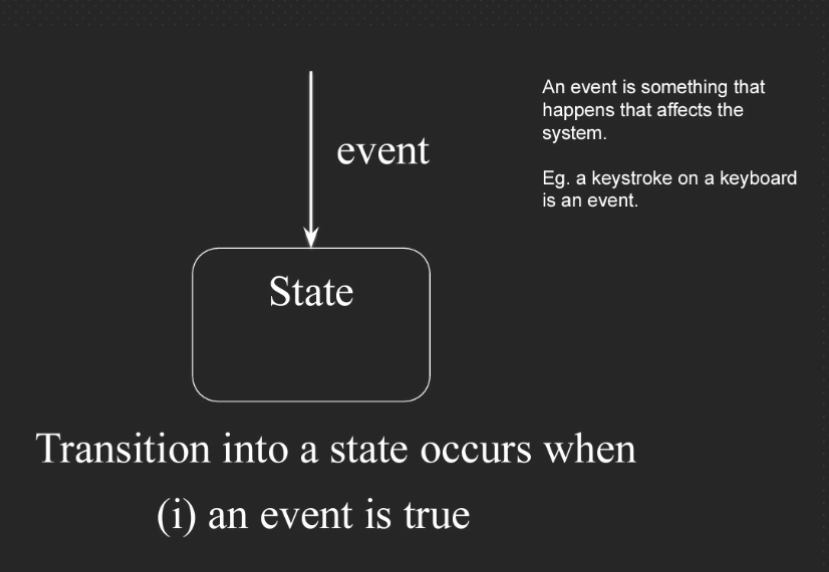 event
An event is something that
happens that affects the
system.
Eg. a keystroke on a keyboard
is an event.
State
Transition into a state occurs when
(i) an event is true